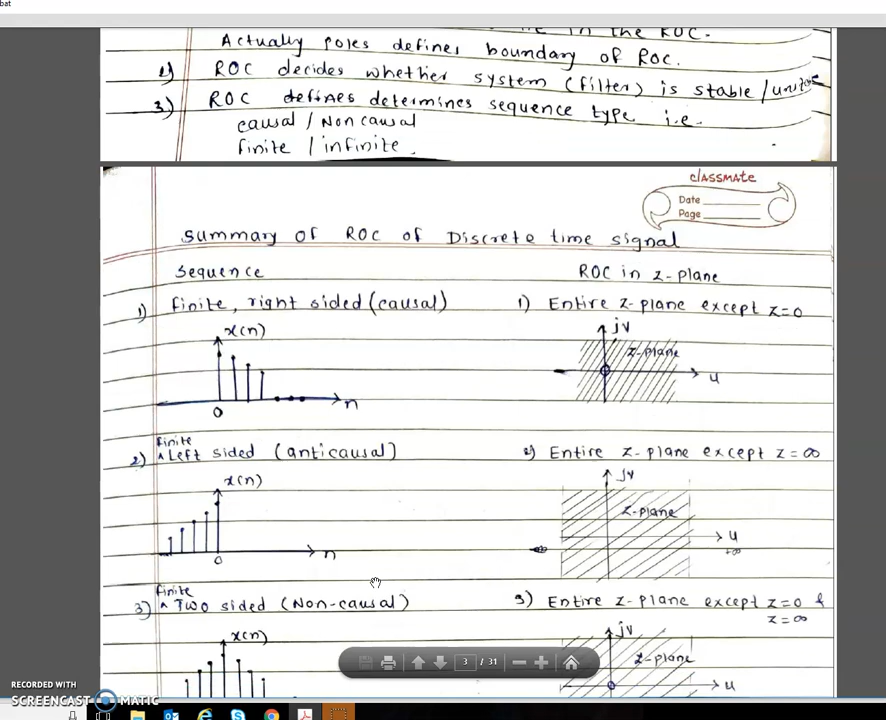 bat
in the ROC.
Actually poles defines boundary of ROC.
2) ROC decides whether system (filter) is stable /
3) ROC defines determines sequence type i.e.
causal / Non causal
finite / infinite.
classmate
Date
Page
Summary of ROC of Discrete time signal
Sequence ROC in z-plane
1) finite, right sided (causal) 1) Entire z-plane except z=0
x(n) jv
z-plane
u
0 n
finite
2) ^ Left sided (anticausal) 2) Entire z-plane except z=∞
x(n) jv
z-plane
u
+∞
0 n
finite
3) ^ Two sided (Non-causal) 3) Entire z-plane except z=0 &
z=∞
x(n) jv
z-plane
u
3 / 31
RECORDED WITH
SCREENCAST MATIC